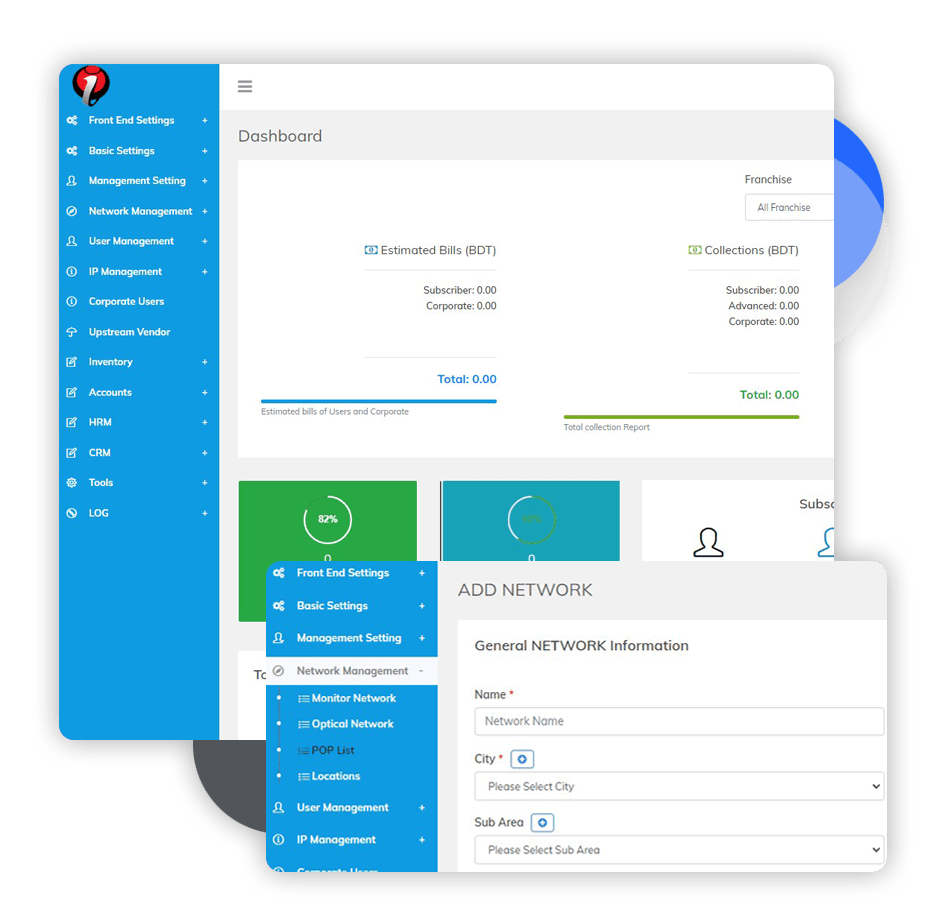 Front End Settings +
Basic Settings +
Management Setting +
Network Management +
User Management +
IP Management +
Corporate Users
Upstream Vendor
Inventory +
Accounts +
HRM +
CRM +
Tools +
LOG +
Dashboard
Franchise
All Franchise
Estimated Bills (BDT)
Subscriber: 0.00
Corporate: 0.00
Total: 0.00
Estimated bills of Users and Corporate
Collections (BDT)
Subscriber: 0.00
Advanced: 0.00
Corporate: 0.00
Total: 0.00
Total collection Report
82%
0
0
Subsc
To
Front End Settings +
Basic Settings +
Management Setting +
Network Management -
Monitor Network
Optical Network
POP List
Locations
User Management +
IP Management +
Corporate Users
ADD NETWORK
General NETWORK Information
Name *
Network Name
City *
Please Select City
Sub Area
Please Select Sub Area